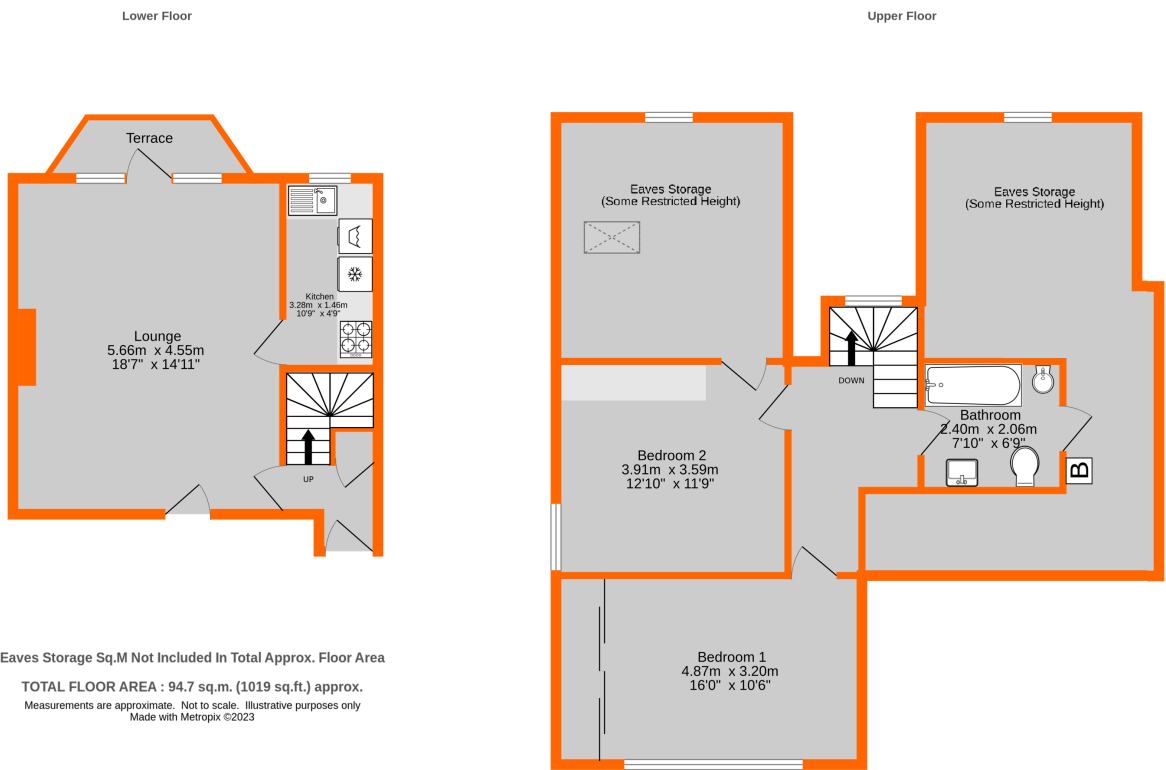 Lower Floor
Upper Floor
Terrace
Kitchen
3.28m x 1.46m
10'9" x 4'9"
Lounge
5.66m x 4.55m
18'7" x 14'11"
UP
Eaves Storage
(Some Restricted Height)
Eaves Storage
(Some Restricted Height)
DOWN
Bathroom
2.40m x 2.06m
7'10" x 6'9"
B
Bedroom 2
3.91m x 3.59m
12'10" x 11'9"
Bedroom 1
4.87m x 3.20m
16'0" x 10'6"
Eaves Storage Sq.M Not Included In Total Approx. Floor Area
TOTAL FLOOR AREA : 94.7 sq.m. (1019 sq.ft.) approx.
Measurements are approximate. Not to scale. Illustrative purposes only
Made with Metropix ©2023